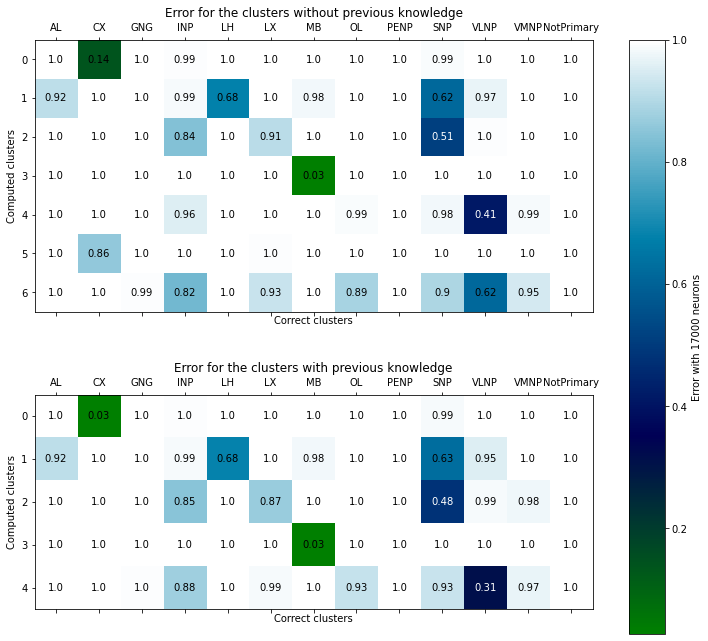 Error for the clusters without previous knowledge
AL CX GNG INP LH LX MB OL PENP SNP VLNP VMNP NotPrimary
0 1.0 0.14 1.0 0.99 1.0 1.0 1.0 1.0 1.0 0.99 1.0 1.0 1.0
1 0.92 1.0 1.0 0.99 0.68 1.0 0.98 1.0 1.0 0.62 0.97 1.0 1.0
2 1.0 1.0 1.0 0.84 1.0 0.91 1.0 1.0 1.0 0.51 1.0 1.0 1.0
3 1.0 1.0 1.0 1.0 1.0 1.0 0.03 1.0 1.0 1.0 1.0 1.0 1.0
4 1.0 1.0 1.0 0.96 1.0 1.0 1.0 0.99 1.0 0.98 0.41 0.99 1.0
5 1.0 0.86 1.0 1.0 1.0 1.0 1.0 1.0 1.0 1.0 1.0 1.0 1.0
6 1.0 1.0 0.99 0.82 1.0 0.93 1.0 0.89 1.0 0.9 0.62 0.95 1.0
Computed clusters
Correct clusters
Error for the clusters with previous knowledge
AL CX GNG INP LH LX MB OL PENP SNP VLNP VMNP NotPrimary
0 1.0 0.03 1.0 1.0 1.0 1.0 1.0 1.0 1.0 0.99 1.0 1.0 1.0
1 0.92 1.0 1.0 0.99 0.68 1.0 0.98 1.0 1.0 0.63 0.95 1.0 1.0
2 1.0 1.0 1.0 0.85 1.0 0.87 1.0 1.0 1.0 0.48 0.99 0.98 1.0
3 1.0 1.0 1.0 1.0 1.0 1.0 0.03 1.0 1.0 1.0 1.0 1.0 1.0
4 1.0 1.0 1.0 0.88 1.0 0.99 1.0 0.93 1.0 0.93 0.31 0.97 1.0
Computed clusters
Correct clusters
1.0
0.8
0.6
0.4
0.2
Error with 17000 neurons